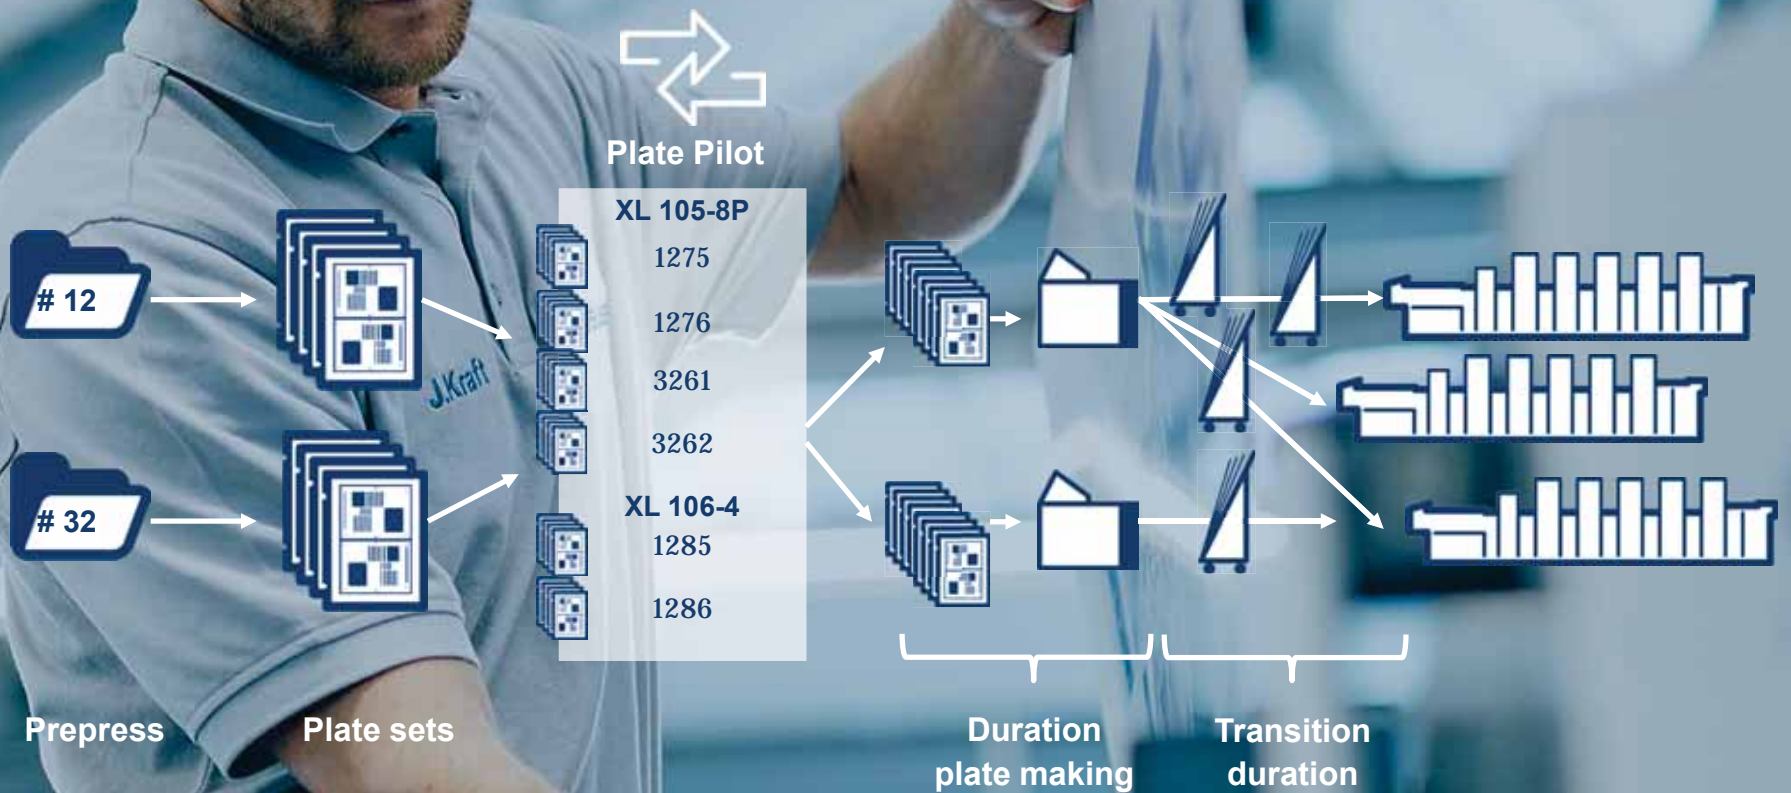 Plate Pilot
XL 105-8P
1275
1276
3261
3262
XL 106-4
1285
1286
# 12
# 32
J.Kraft
Prepress
Plate sets
Duration
plate making
Transition
duration